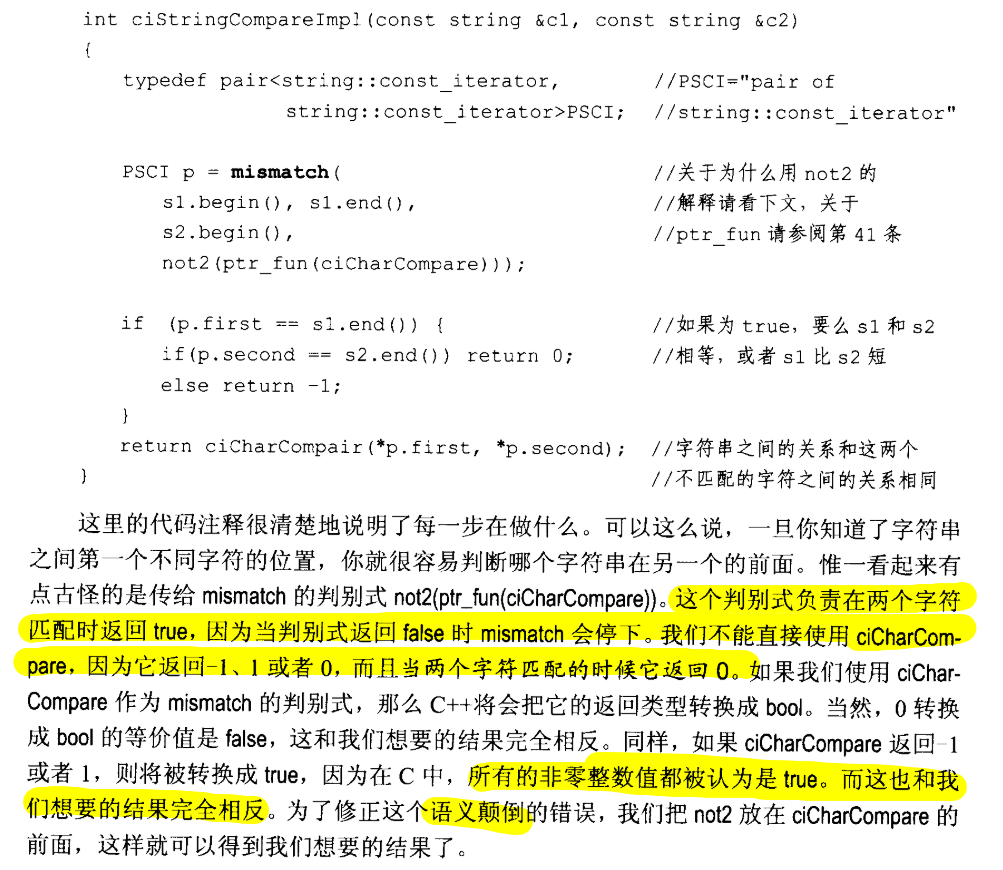 int ciStringCompareImpl(const string &c1, const string &c2)
{
typedef pair<string::const_iterator, //PSCI="pair of
string::const_iterator>PSCI; //string::const_iterator"
PSCI p = mismatch( //关于为什么用 not2 的
s1.begin(), s1.end(), //解释请看下文，关于
s2.begin(), //ptr_fun 请参阅第 41 条
not2(ptr_fun(ciCharCompare)));
if (p.first == s1.end()) { //如果为 true，要么 s1 和 s2
if(p.second == s2.end()) return 0; //相等，或者 s1 比 s2 短
else return -1;
}
return ciCharCompair(*p.first, *p.second); //字符串之间的关系和这两个
} //不匹配的字符之间的关系相同
这里的代码注释很清楚地说明了每一步在做什么。可以这么说，一旦你知道了字符串
之间第一个不同字符的位置，你就很容易判断哪个字符串在另一个的前面。惟一看起来有
点古怪的是传给 mismatch 的判别式 not2(ptr_fun(ciCharCompare))。这个判别式负责在两个字符
匹配时返回 true，因为当判别式返回 false 时 mismatch 会停下。我们不能直接使用 ciCharCom-
pare，因为它返回-1、1 或者 0，而且当两个字符匹配的时候它返回 0。如果我们使用 ciChar-
Compare 作为 mismatch 的判别式，那么 C++将会把它的返回类型转换成 bool。当然，0 转换
成 bool 的等价值是 false，这和我们想要的结果完全相反。同样，如果 ciCharCompare 返回-1
或者 1，则将被转换成 true，因为在 C 中，所有的非零整数值都被认为是 true。而这也和我
们想要的结果完全相反。为了修正这个语义颠倒的错误，我们把 not2 放在 ciCharCompare 的
前面，这样就可以得到我们想要的结果了。